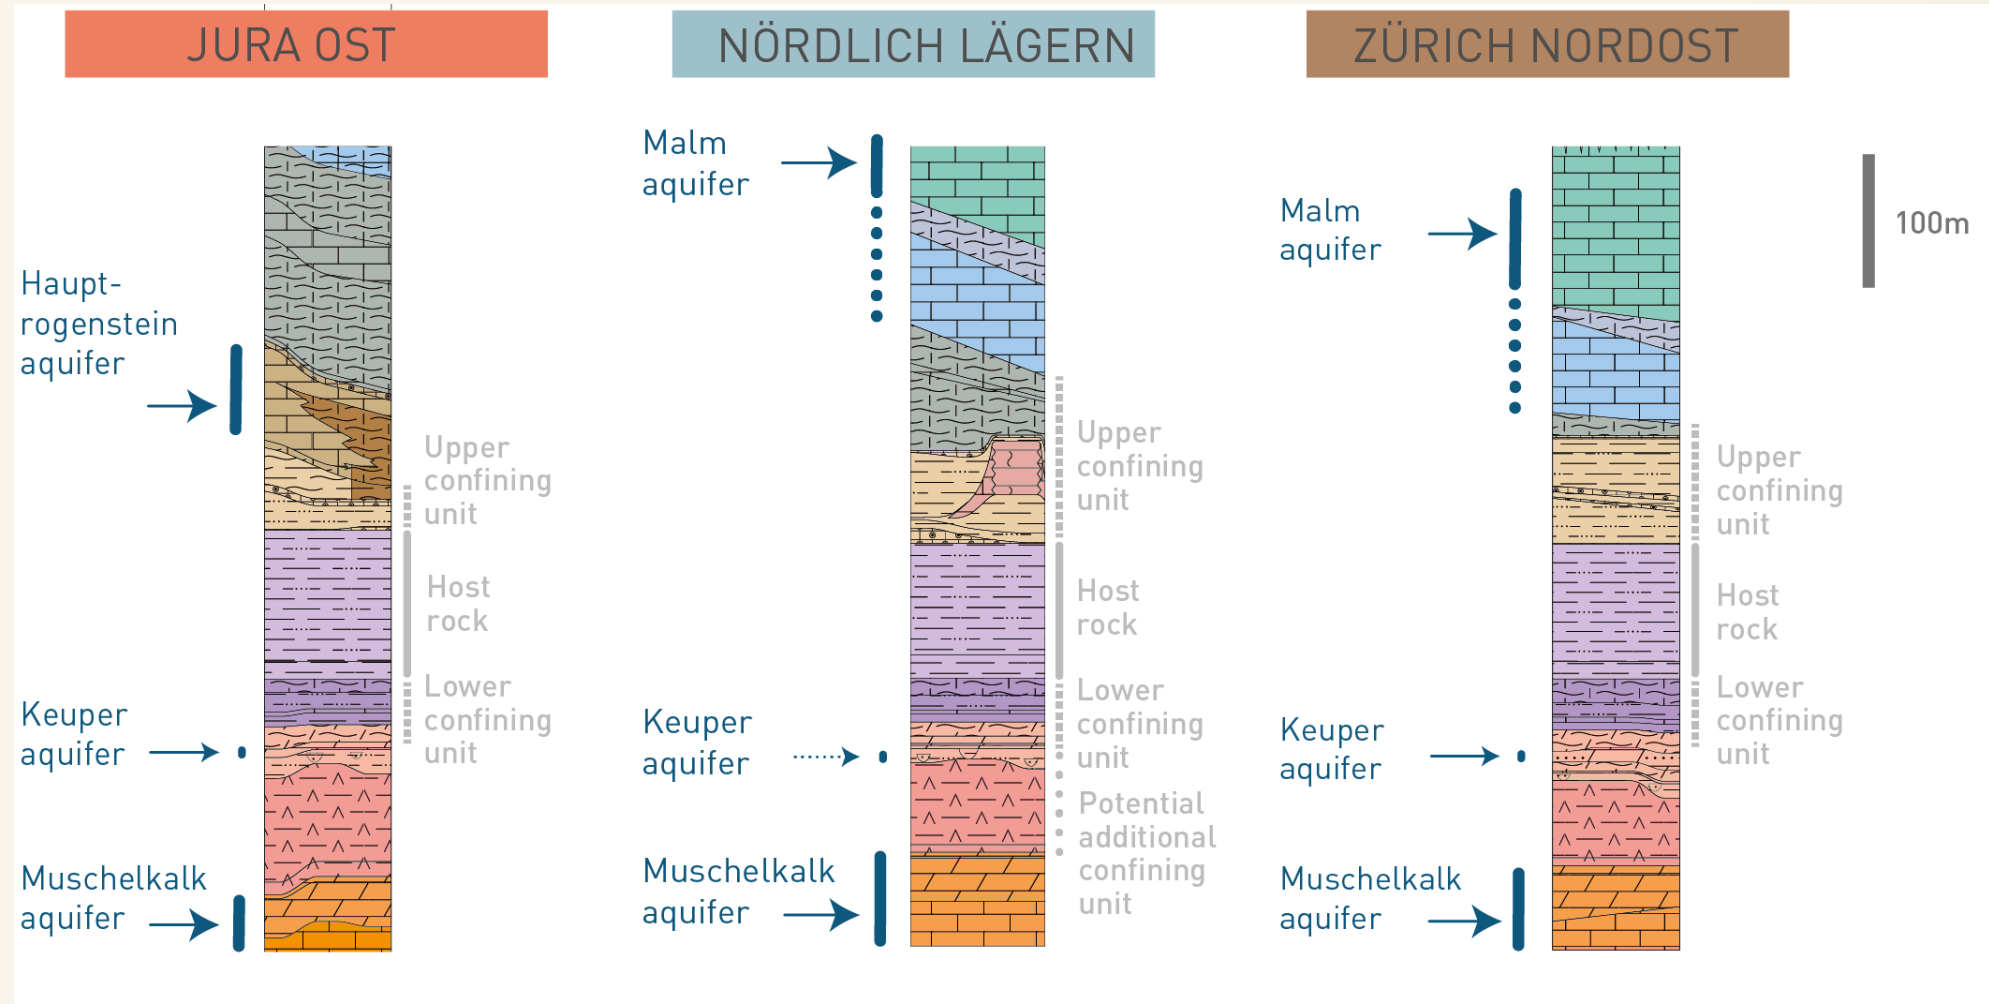 JURA OST
Haupt-
rogenstein
aquifer
Upper
confining
unit
Host
rock
Lower
confining
unit
Keuper
aquifer
Muschelkalk
aquifer
NÖRDLICH LÄGERN
Malm
aquifer
Upper
confining
unit
Host
rock
Lower
confining
unit
Keuper
aquifer
Potential
additional
confining
unit
Muschelkalk
aquifer
ZÜRICH NORDOST
Malm
aquifer
100m
Upper
confining
unit
Host
rock
Lower
confining
unit
Keuper
aquifer
Muschelkalk
aquifer